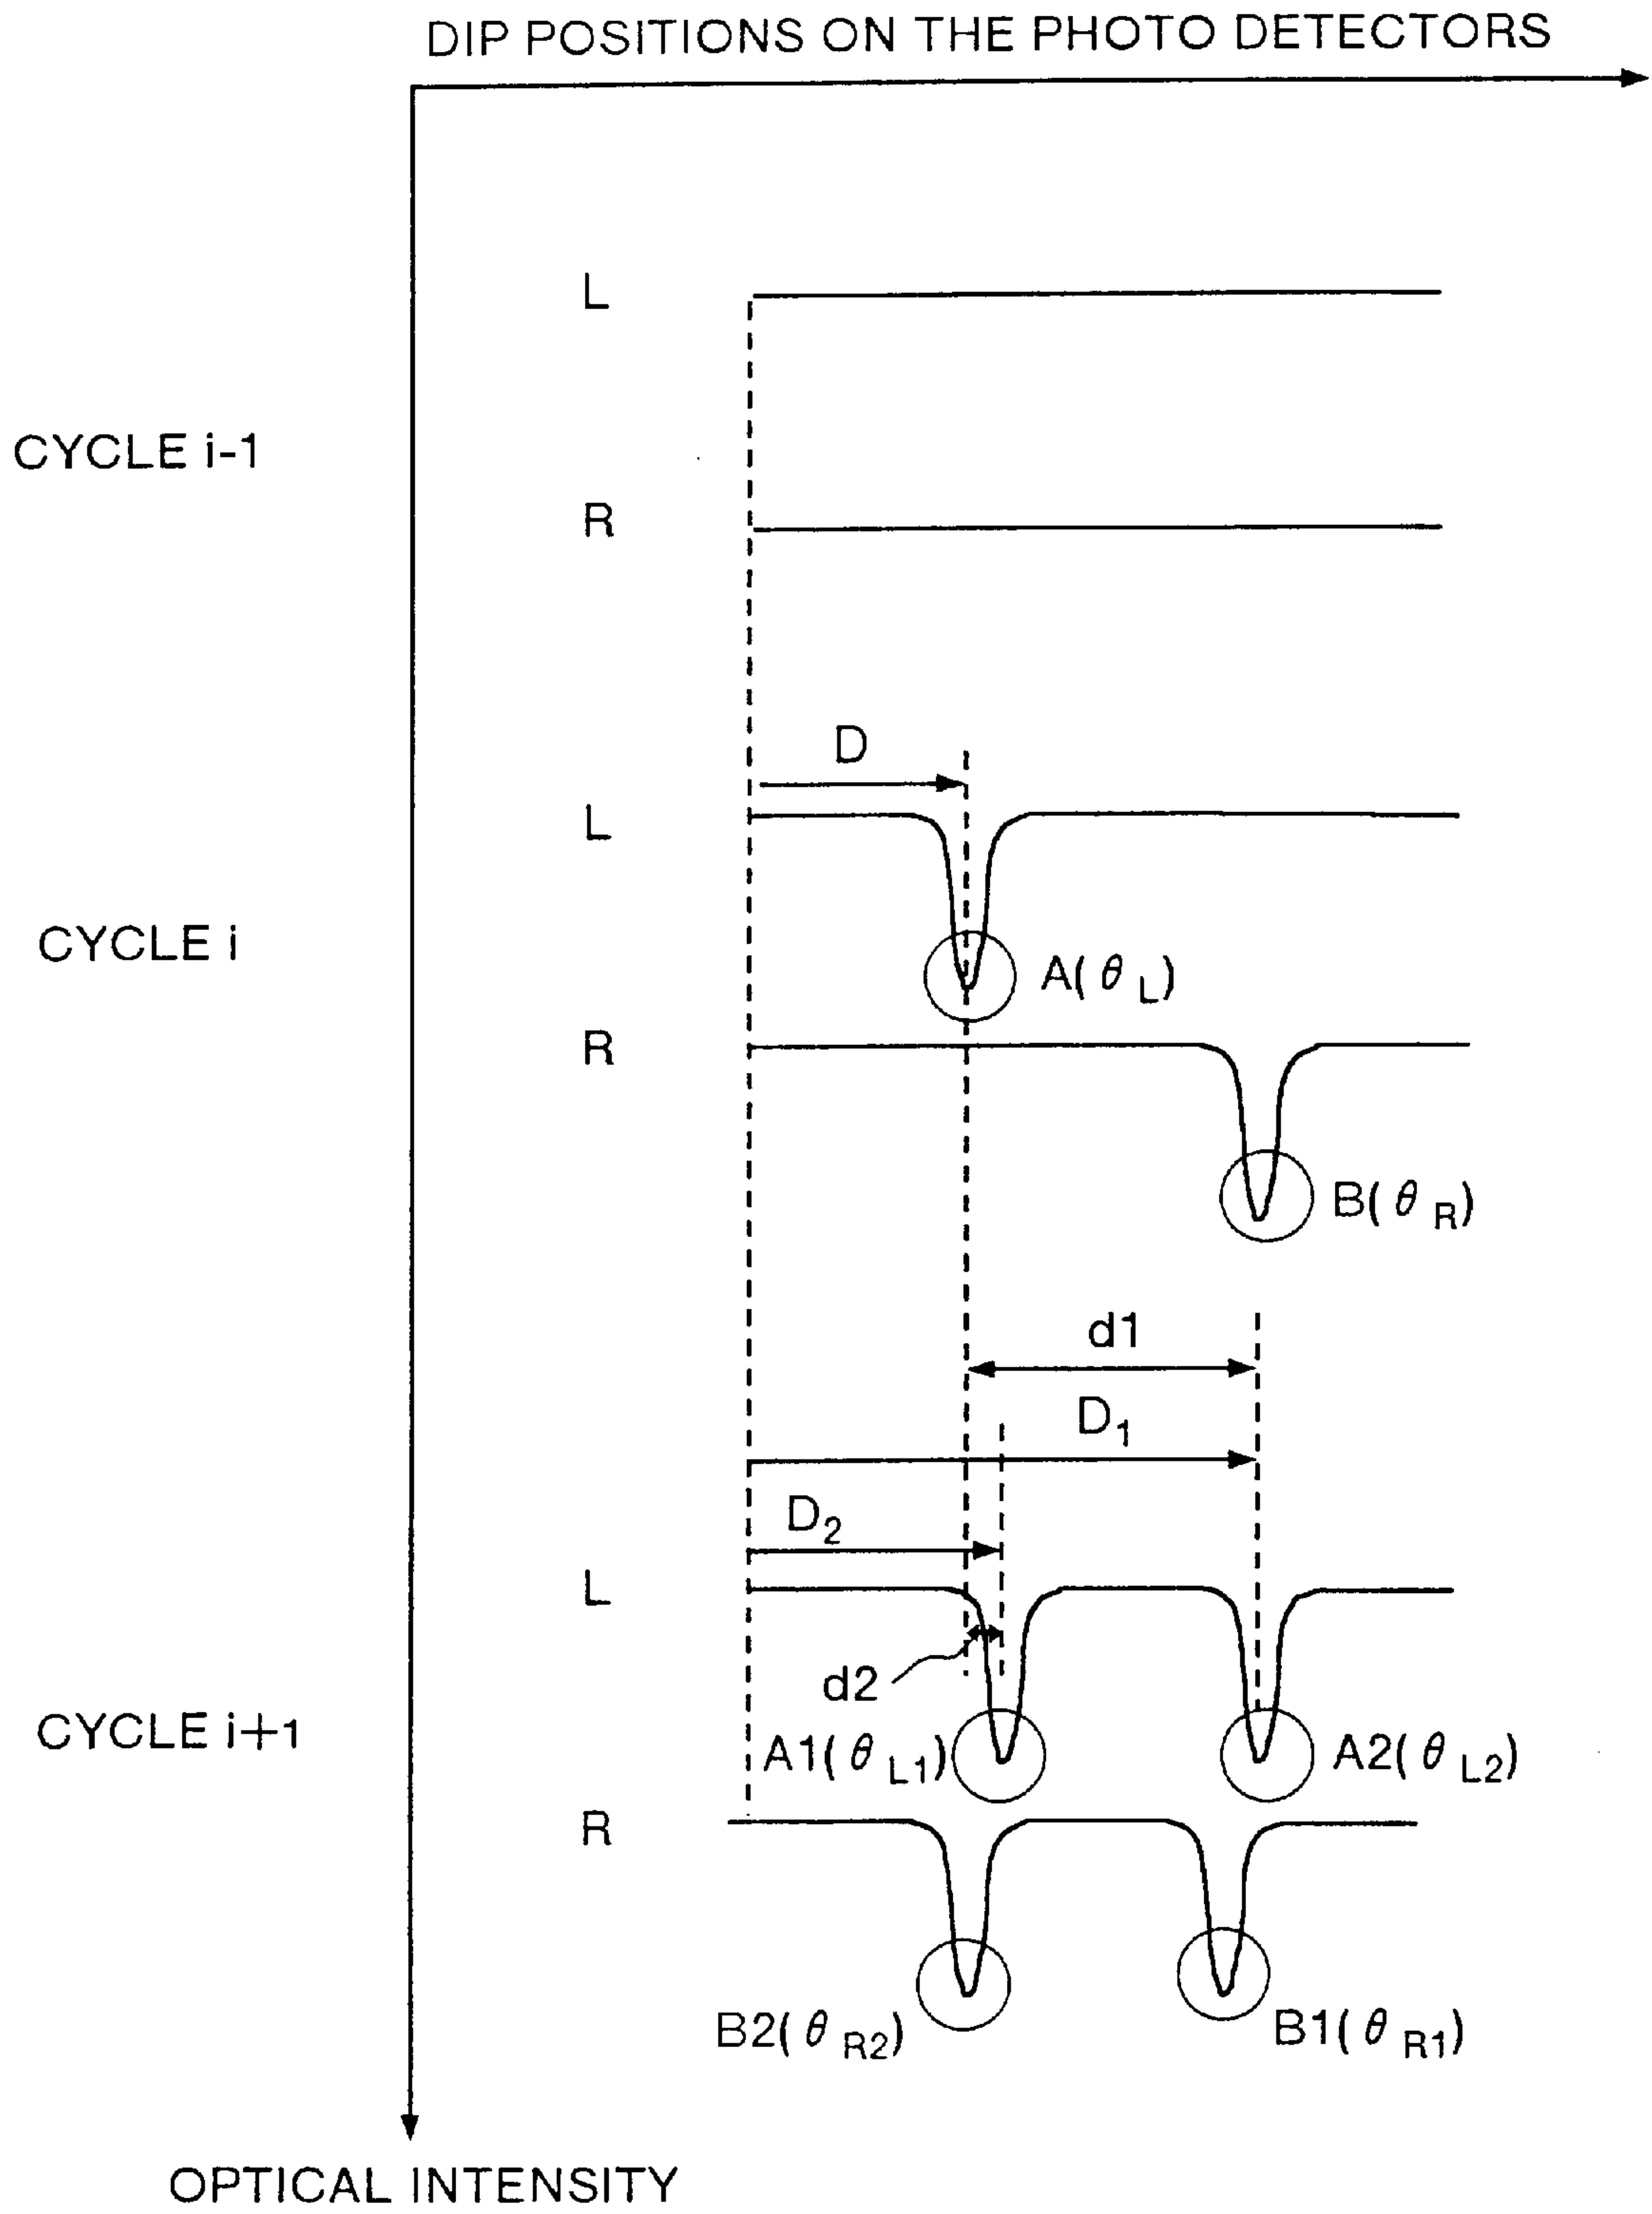 DIP POSITIONS ON THE PHOTO DETECTORS
L
CYCLE i-1
R
D
L
CYCLE i
A(θL)
R
B(θR)
d1
D1
D2
L
d2
CYCLE i+1
A1(θL1)
A2(θL2)
R
B2(θR2)
B1(θR1)
OPTICAL INTENSITY